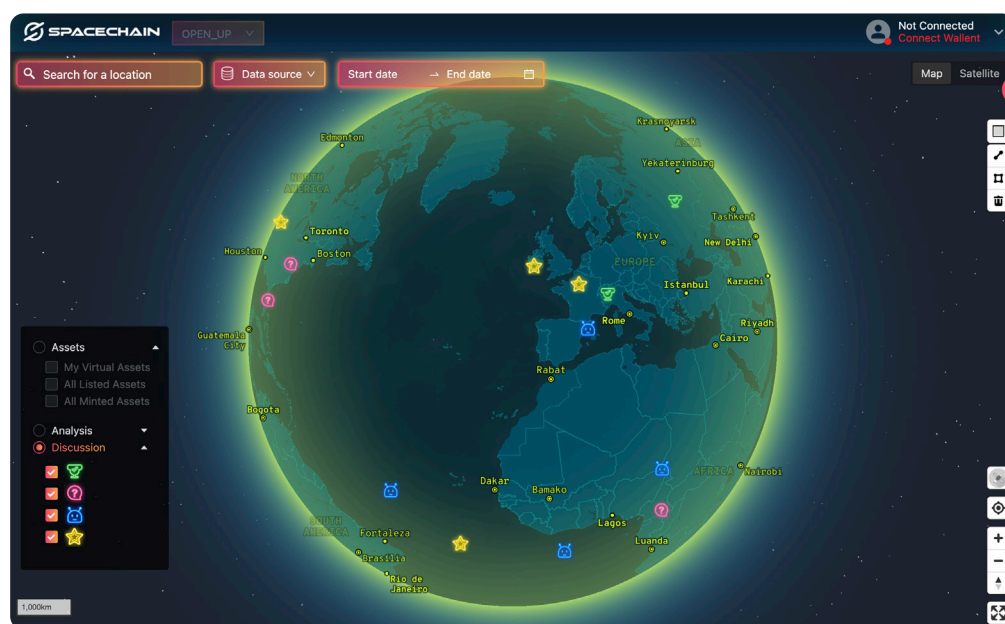 SPACECHAIN
OPEN_UP
Not Connected
Connect Wallent
Search for a location
Data source
Start date → End date
Map
Satellite
Krasnoyarsk
Edmonton
ASIA
Yekaterinburg
NORTH
AMERICA
Tashkent
Toronto
Kyiv
New Delhi
Houston
Boston
EUROPE
Istanbul
Karachi
Rome
Riyadh
Guatemala
City
Cairo
Assets
My Virtual Assets
All Listed Assets
All Minted Assets
Rabat
Bogota
Analysis
Discussion
AFRICA
Nairobi
Dakar
Bamako
SOUTH
AMERICA
Lagos
Fortaleza
Luanda
Brasilia
Rio de
Janeiro
1,000km